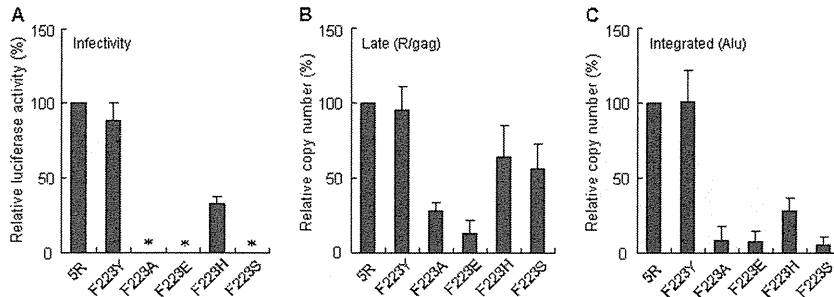 A
Infectivity
Relative luciferase activity (%)
150
100
50
0
* * *
5R F223Y F223A F223E F223H F223S
B
Late (R/gag)
Relative copy number (%)
150
100
50
0
5R F223Y F223A F223E F223H F223S
C
Integrated (Alu)
Relative copy number (%)
150
100
50
0
5R F223Y F223A F223E F223H F223S